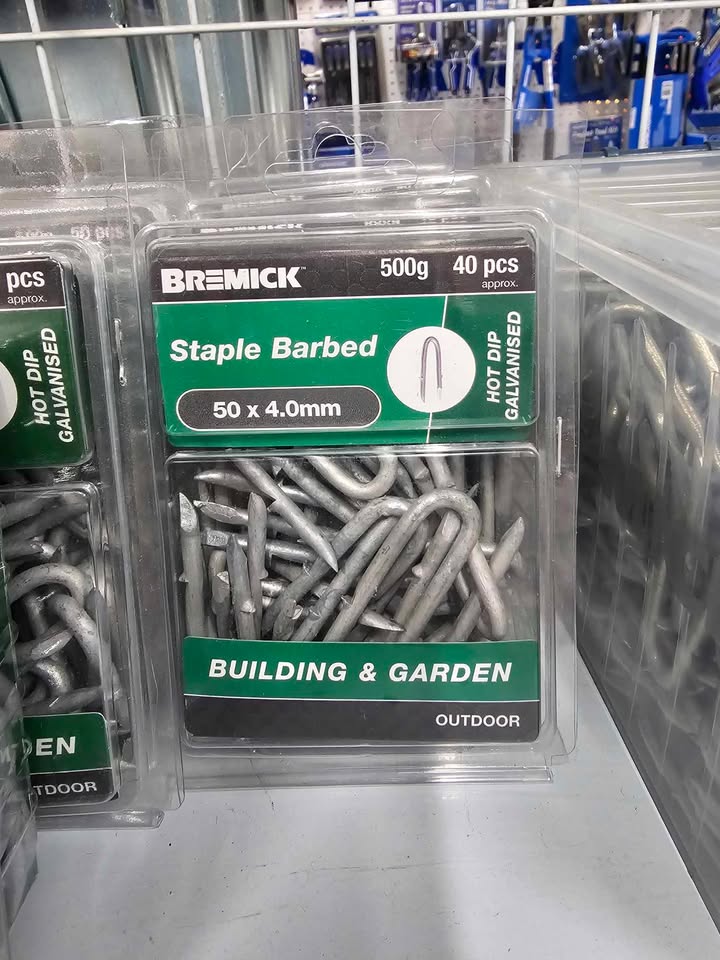 BREMICK™
500g 40 pcs
approx.
Staple Barbed
50 x 4.0mm
HOT DIP
GALVANISED
BUILDING & GARDEN
OUTDOOR
pcs
approx.
HOT DIP
GALVANISED
DEN
TDOOR